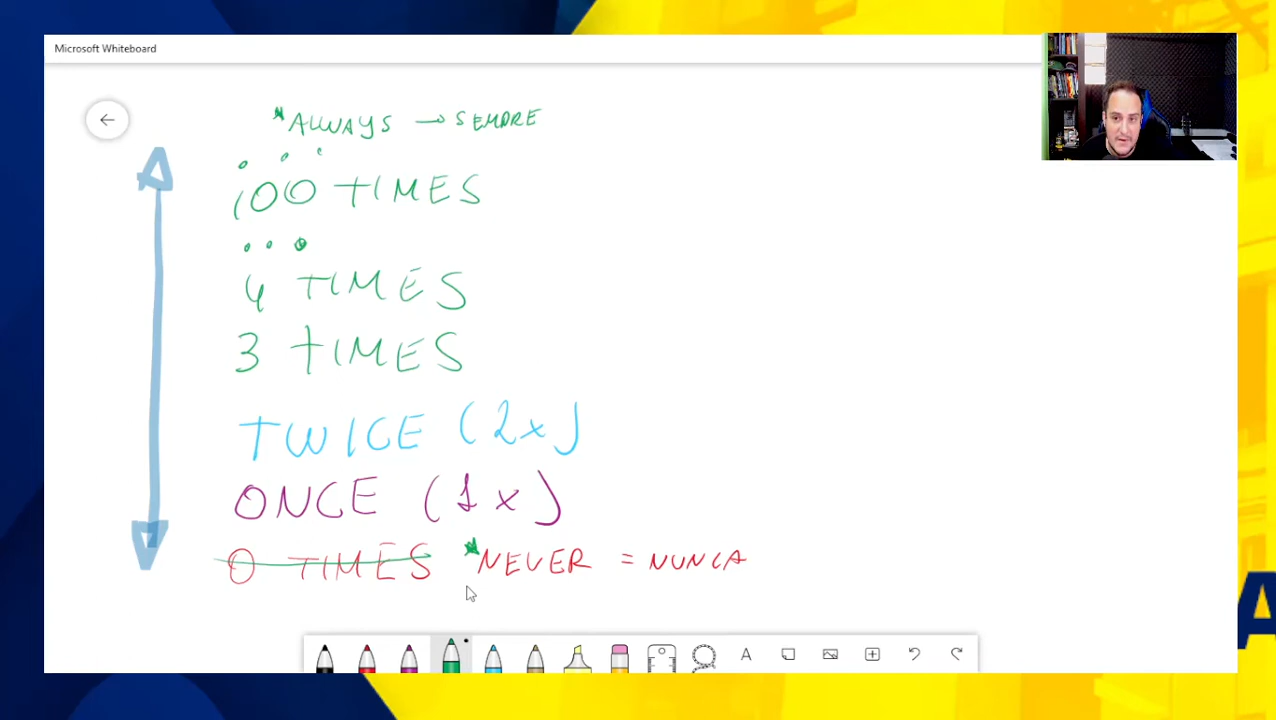 Microsoft Whiteboard
*ALWAYS → SEMPRE
100 TIMES
...
4 TIMES
3 TIMES
TWICE (2x)
ONCE (1x)
0 TIMES *NEVER = NUNCA
A
A